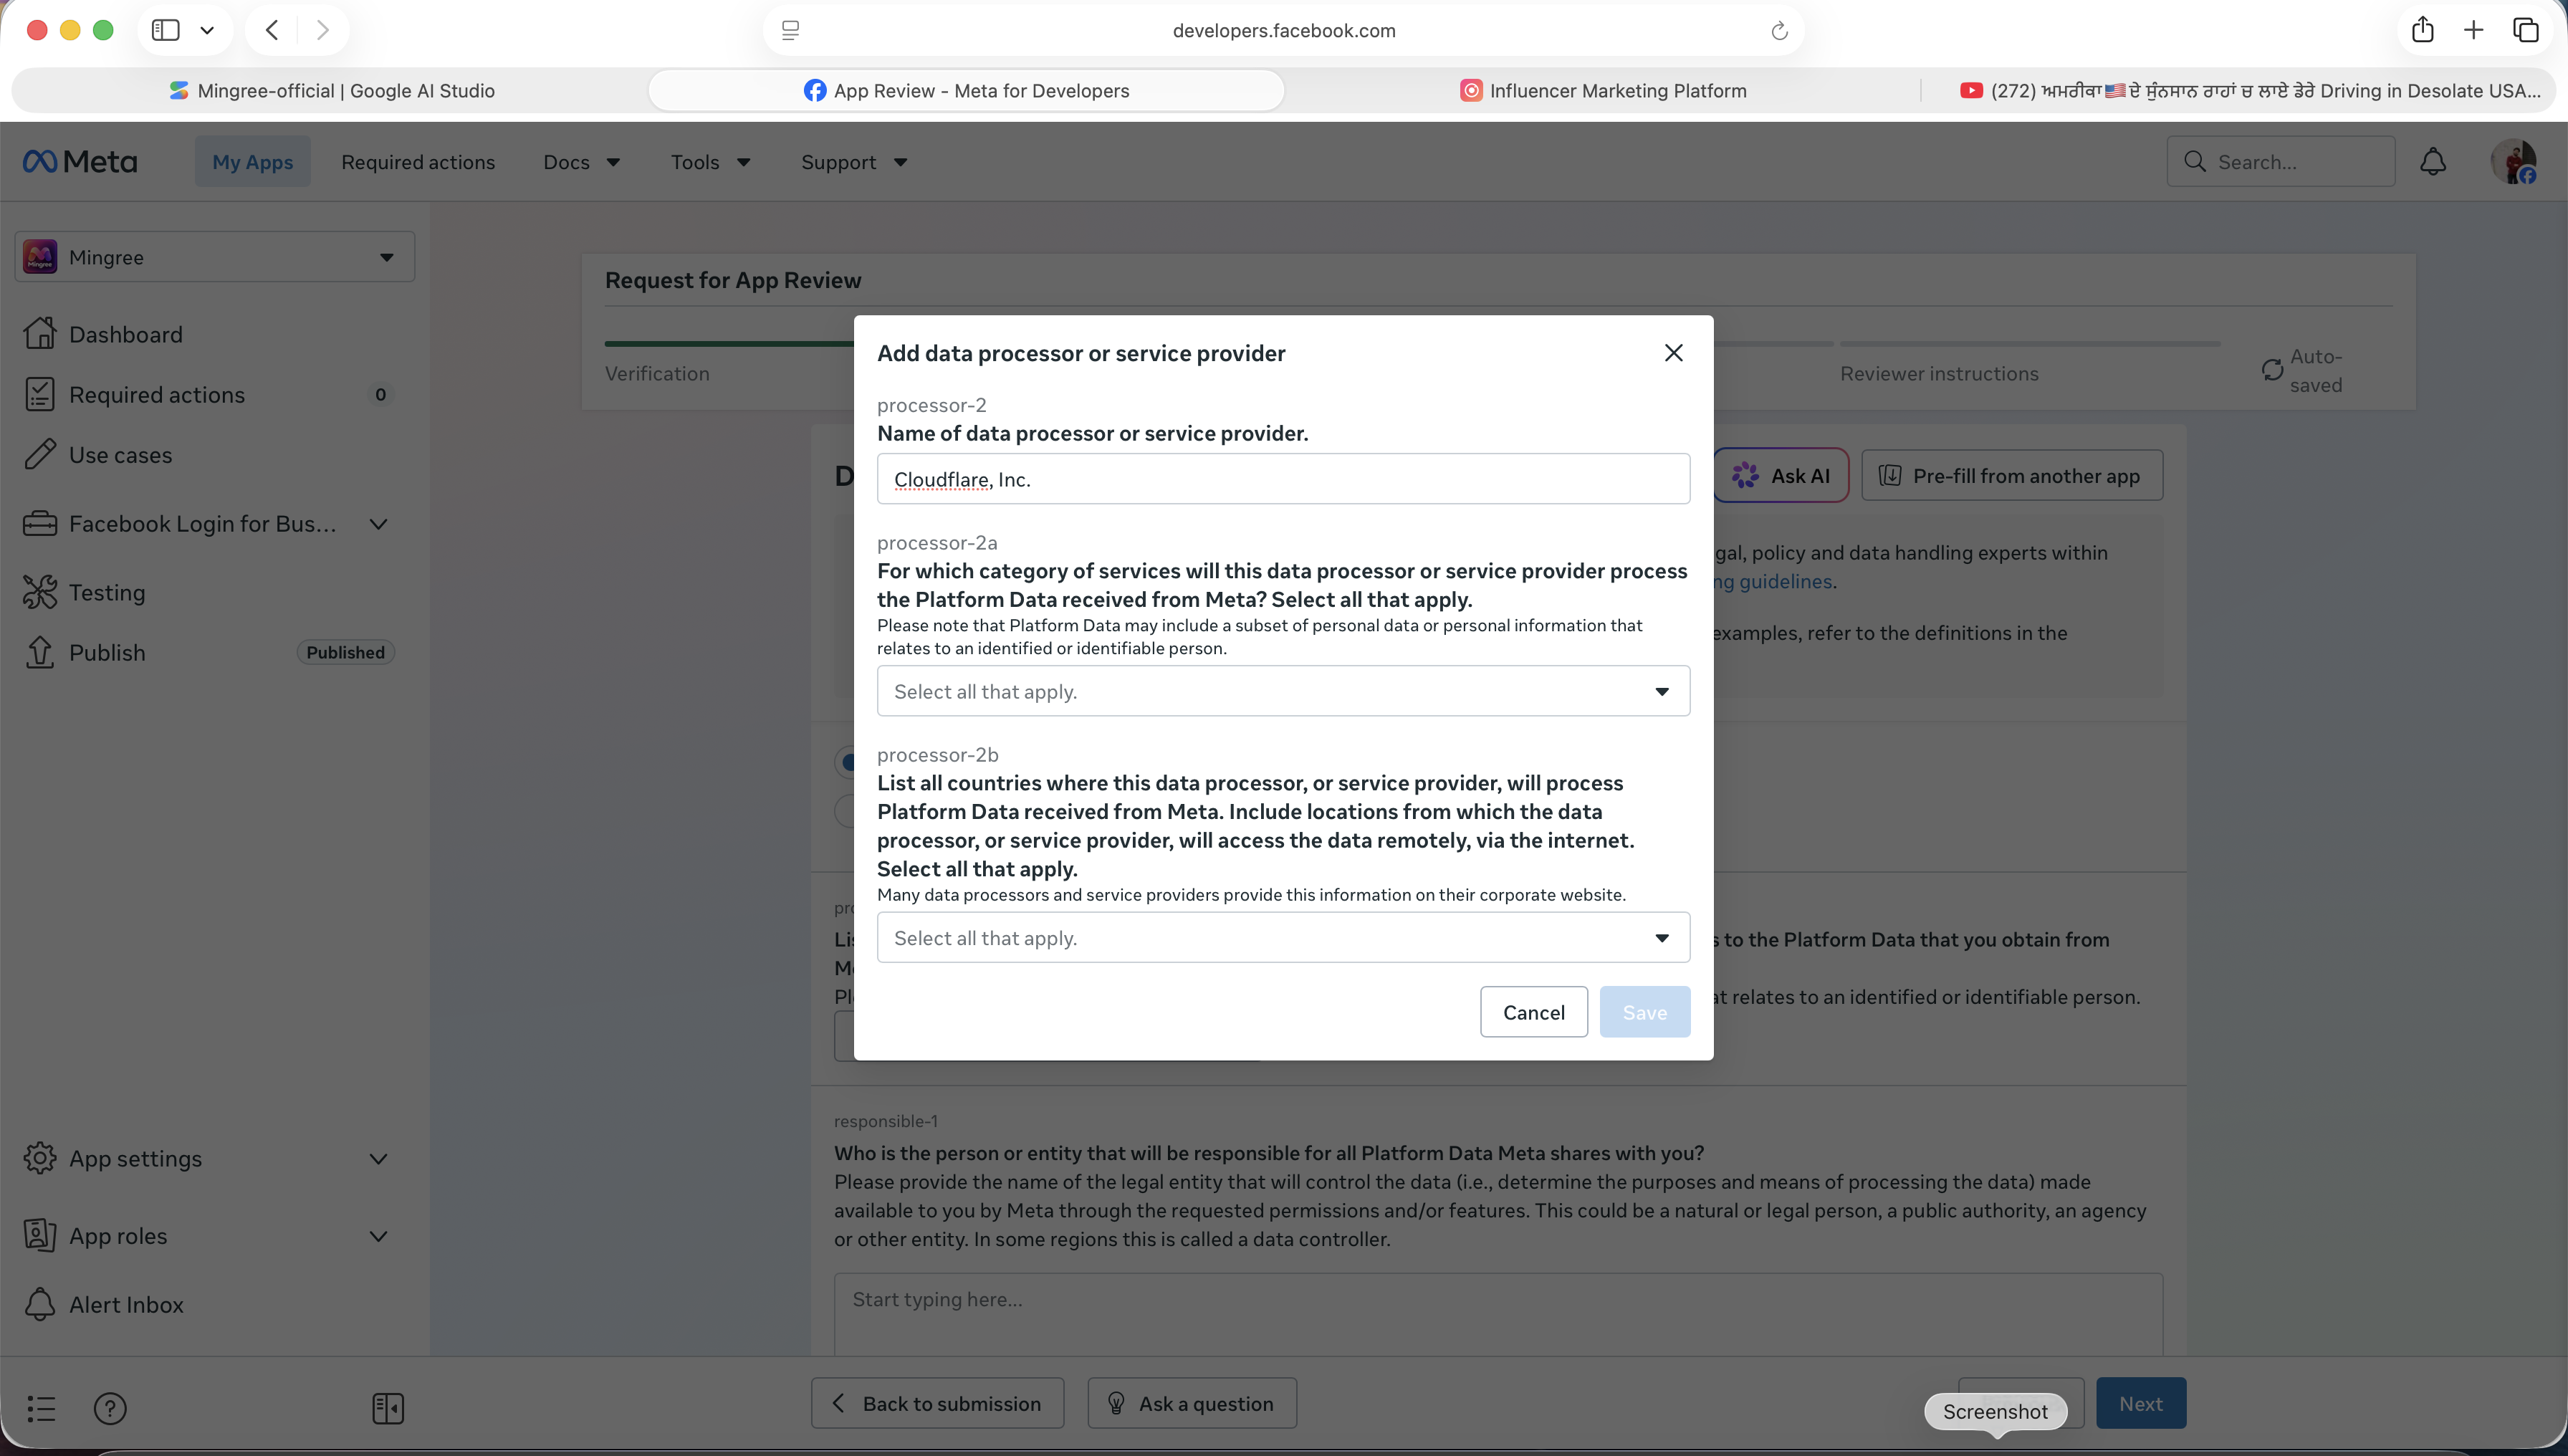 developers.facebook.com
Mingree-official | Google AI Studio
App Review - Meta for Developers
Influencer Marketing Platform
(272) ਅਮਰੀਕਾ🇺🇸ਦੇ ਸੁੰਨਸਾਨ ਰਾਹਾਂ ਚ ਲਾਏ ਡੇਰੇ Driving in Desolate USA...
Meta
My Apps
Required actions
Docs
Tools
Support
Search...
Mingree
Dashboard
Required actions
0
Use cases
Facebook Login for Bus...
Testing
Publish
Published
App settings
App roles
Alert Inbox
Request for App Review
Verification
Reviewer instructions
Auto-
saved
D
Ask AI
Pre-fill from another app
gal, policy and data handling experts within
ng guidelines.
examples, refer to the definitions in the
Add data processor or service provider
processor-2
Name of data processor or service provider.
Cloudflare, Inc.
processor-2a
For which category of services will this data processor or service provider process
the Platform Data received from Meta? Select all that apply.
Please note that Platform Data may include a subset of personal data or personal information that
relates to an identified or identifiable person.
Select all that apply.
processor-2b
List all countries where this data processor, or service provider, will process
Platform Data received from Meta. Include locations from which the data
processor, or service provider, will access the data remotely, via the internet.
Select all that apply.
Many data processors and service providers provide this information on their corporate website.
Select all that apply.
Cancel
Save
s to the Platform Data that you obtain from
at relates to an identified or identifiable person.
responsible-1
Who is the person or entity that will be responsible for all Platform Data Meta shares with you?
Please provide the name of the legal entity that will control the data (i.e., determine the purposes and means of processing the data) made
available to you by Meta through the requested permissions and/or features. This could be a natural or legal person, a public authority, an agency
or other entity. In some regions this is called a data controller.
Start typing here...
Back to submission
Ask a question
Screenshot
Next